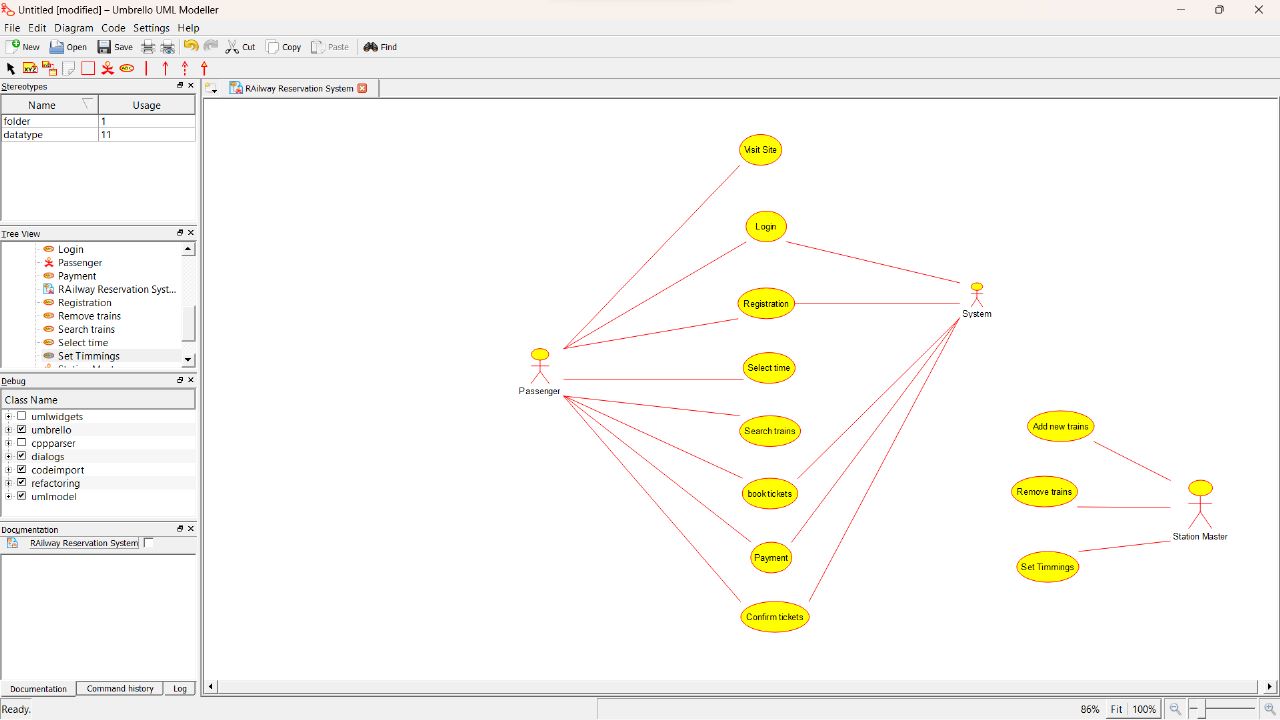 Untitled [modified] – Umbrello UML Modeller
File Edit Diagram Code Settings Help
New Open Save Cut Copy Paste Find
Stereotypes
Name Usage
folder 1
datatype 11
Tree View
Login
Passenger
Payment
RAilway Reservation Syst...
Registration
Remove trains
Search trains
Select time
Set Timmings
Debug
Class Name
umlwidgets
umbrello
cppparser
dialogs
codeimport
refactoring
umlmodel
Documentation
RAilway Reservation System
Documentation Command history Log
Ready.
RAilway Reservation System
Visit Site
Login
Registration
System
Select time
Passenger
Search trains
Add new trains
book tickets
Remove trains
Station Master
Payment
Set Timmings
Confirm tickets
86% Fit 100%